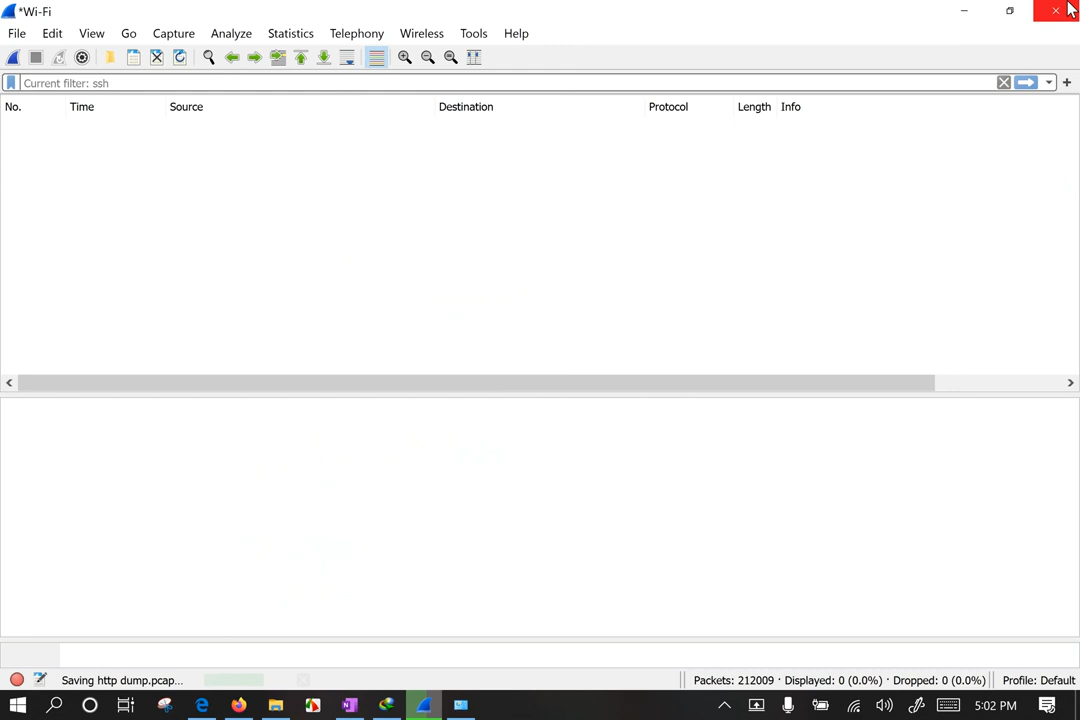 *Wi-Fi
File Edit View Go Capture Analyze Statistics Telephony Wireless Tools Help
Current filter: ssh
No. Time Source Destination Protocol Length Info
Saving http dump.pcap... Packets: 212009 · Displayed: 0 (0.0%) · Dropped: 0 (0.0%) Profile: Default
5:02 PM